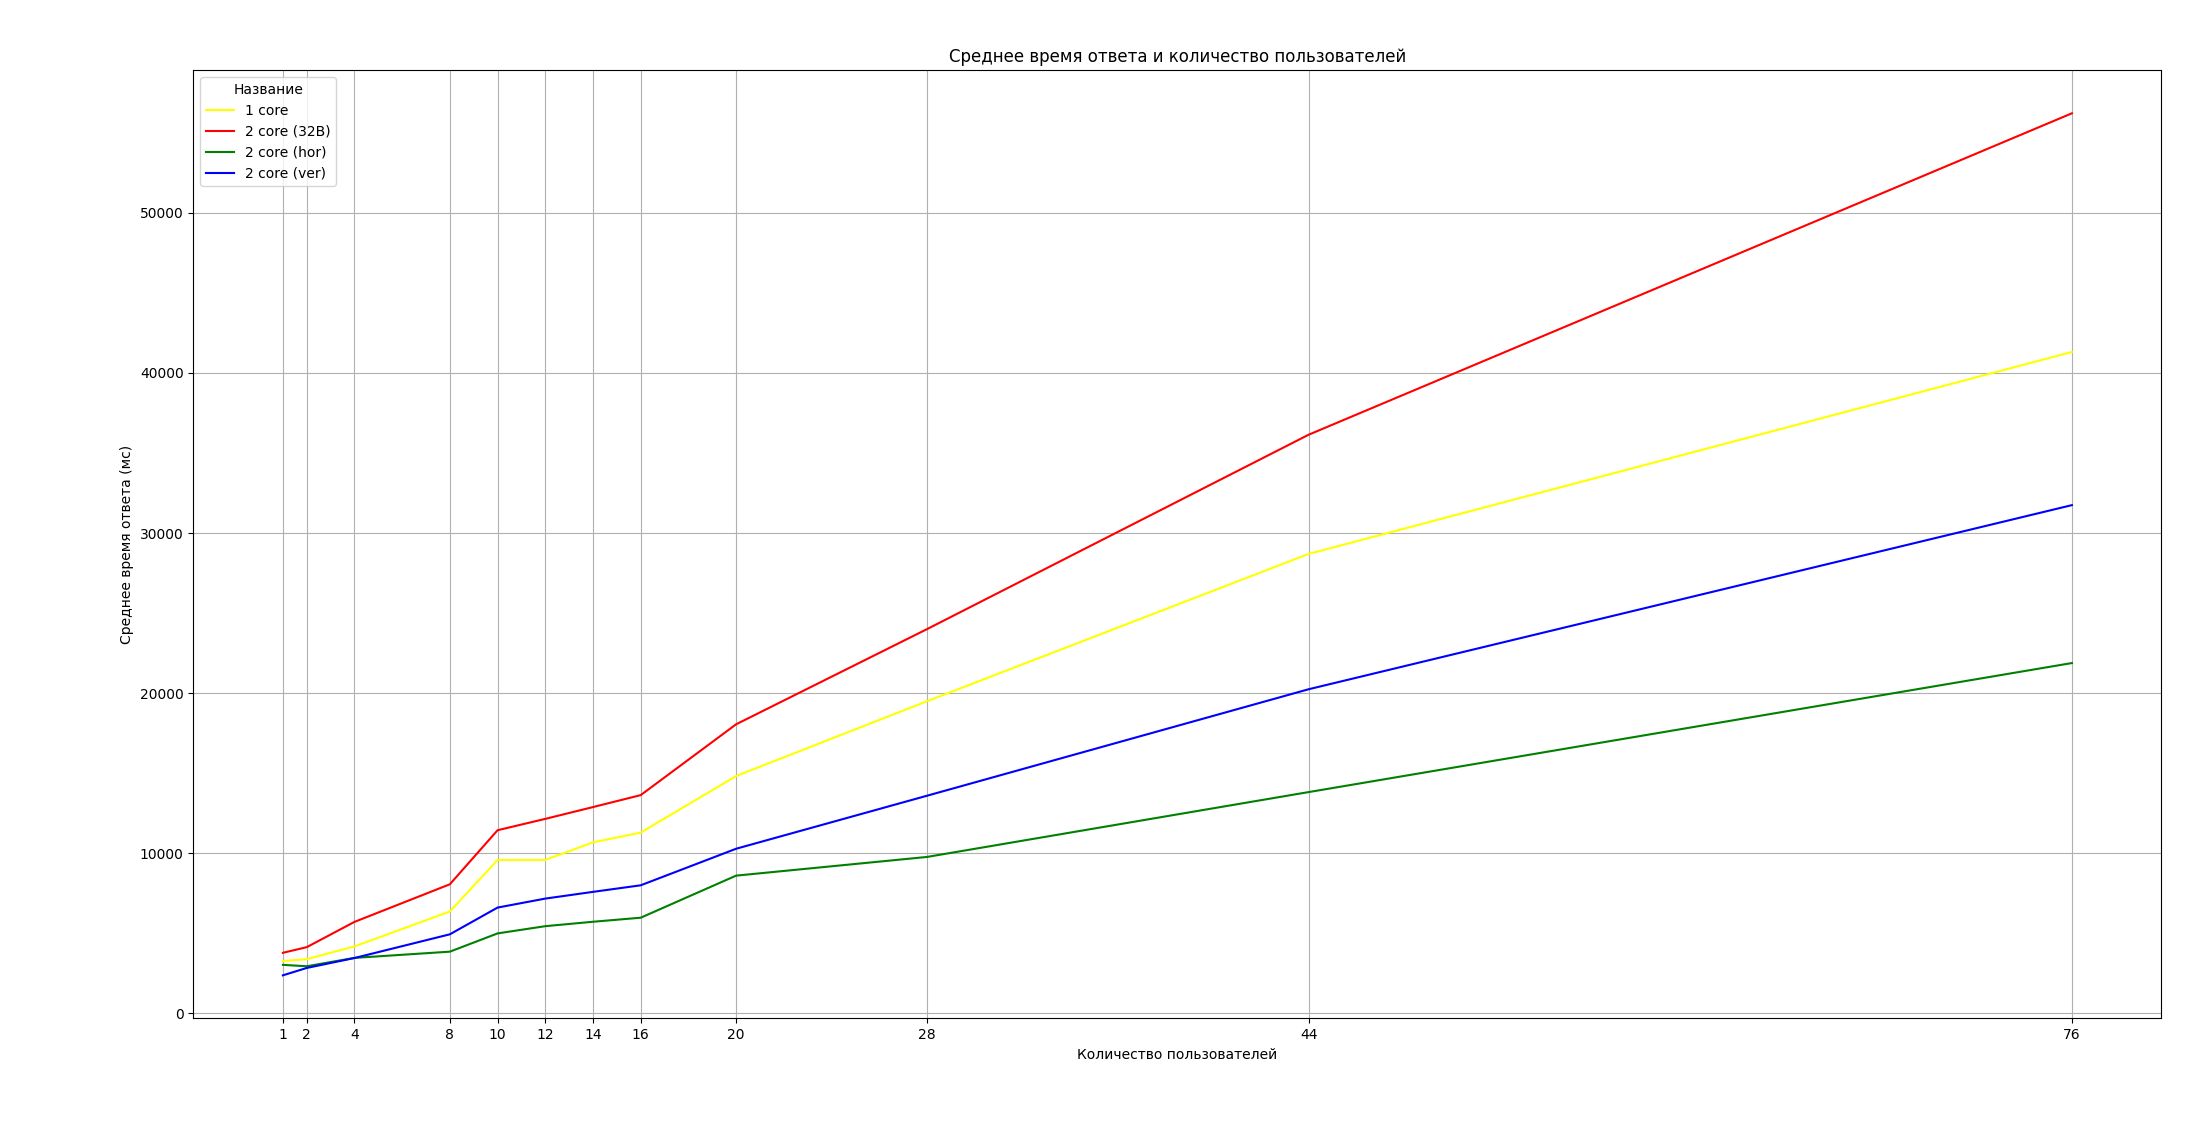 Среднее время ответа и количество пользователей
Название
1 core
2 core (32B)
2 core (hor)
2 core (ver)
50000
40000
30000
20000
10000
0
Среднее время ответа (мс)
1 2 4 8 10 12 14 16 20 28 44 76
Количество пользователей